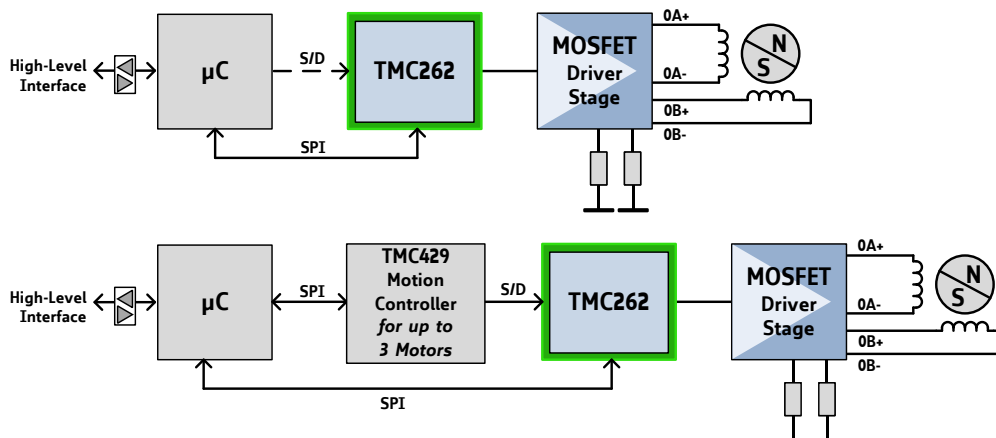 High-Level
Interface
µC
S/D
TMC262
SPI
MOSFET
Driver
Stage
0A+
0A-
0B+
0B-
N
S
High-Level
Interface
µC
SPI
TMC429
Motion
Controller
for up to
3 Motors
S/D
TMC262
SPI
MOSFET
Driver
Stage
0A+
0A-
0B+
0B-
N
S